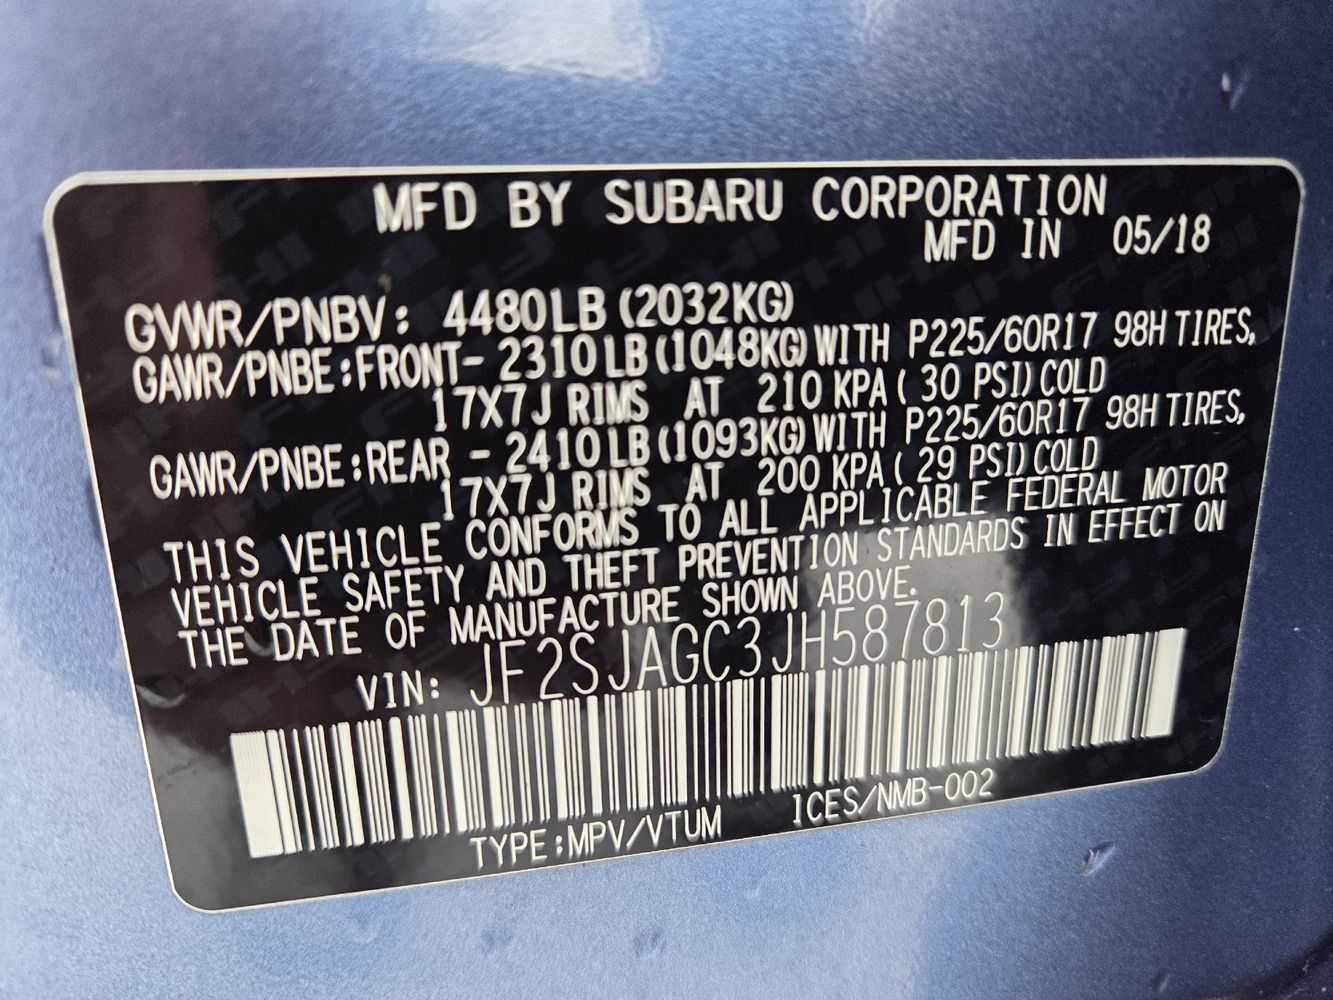 MFD BY SUBARU CORPORATION
MFD IN 05/18
GVWR/PNBV: 4480LB (2032KG)
GAWR/PNBE:FRONT- 2310LB(1048KG)WITH P225/60R17 98H TIRES,
17X7J RIMS AT 210 KPA( 30 PSI)COLD
GAWR/PNBE:REAR - 2410LB(1093KG)WITH P225/60R17 98H TIRES,
17X7J RIMS AT 200 KPA( 29 PSI)COLD
THIS VEHICLE CONFORMS TO ALL APPLICABLE FEDERAL MOTOR
VEHICLE SAFETY AND THEFT PREVENTION STANDARDS IN EFFECT ON
THE DATE OF MANUFACTURE SHOWN ABOVE.
VIN: JF2SJAGC3JH587813
TYPE:MPV/VTUM ICES/NMB-002